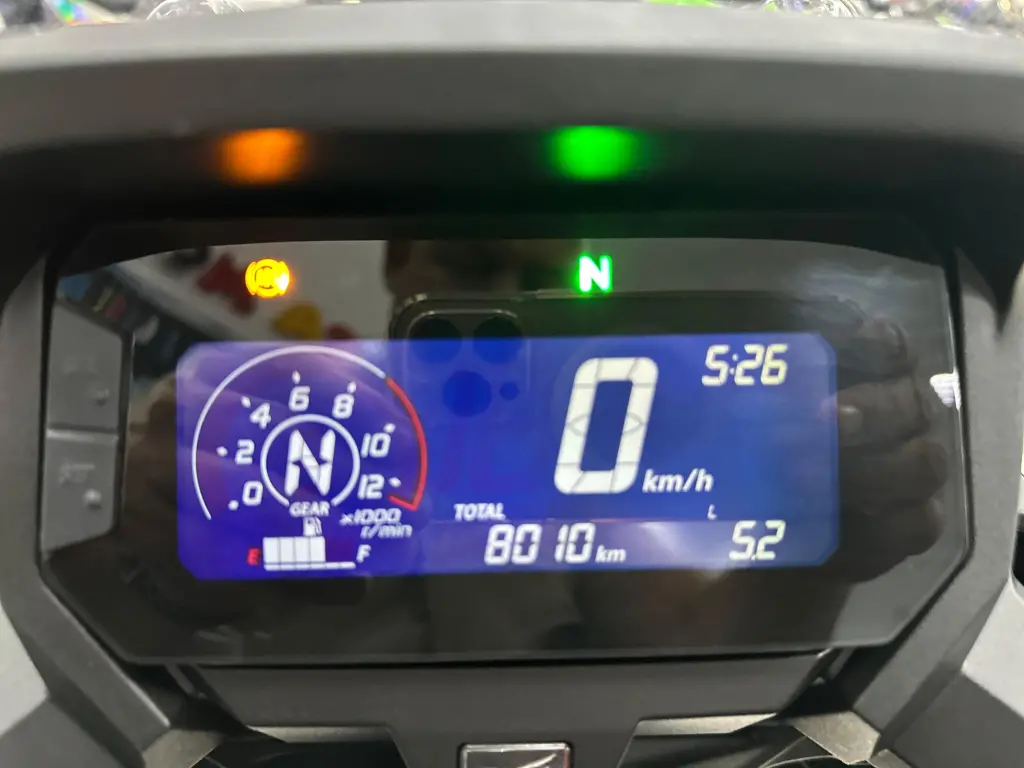 N
5:26
0 km/h
0 2 4 6 8 10 12
N
GEAR
x1000
r/min
E F
TOTAL
8010 km
L
5.2